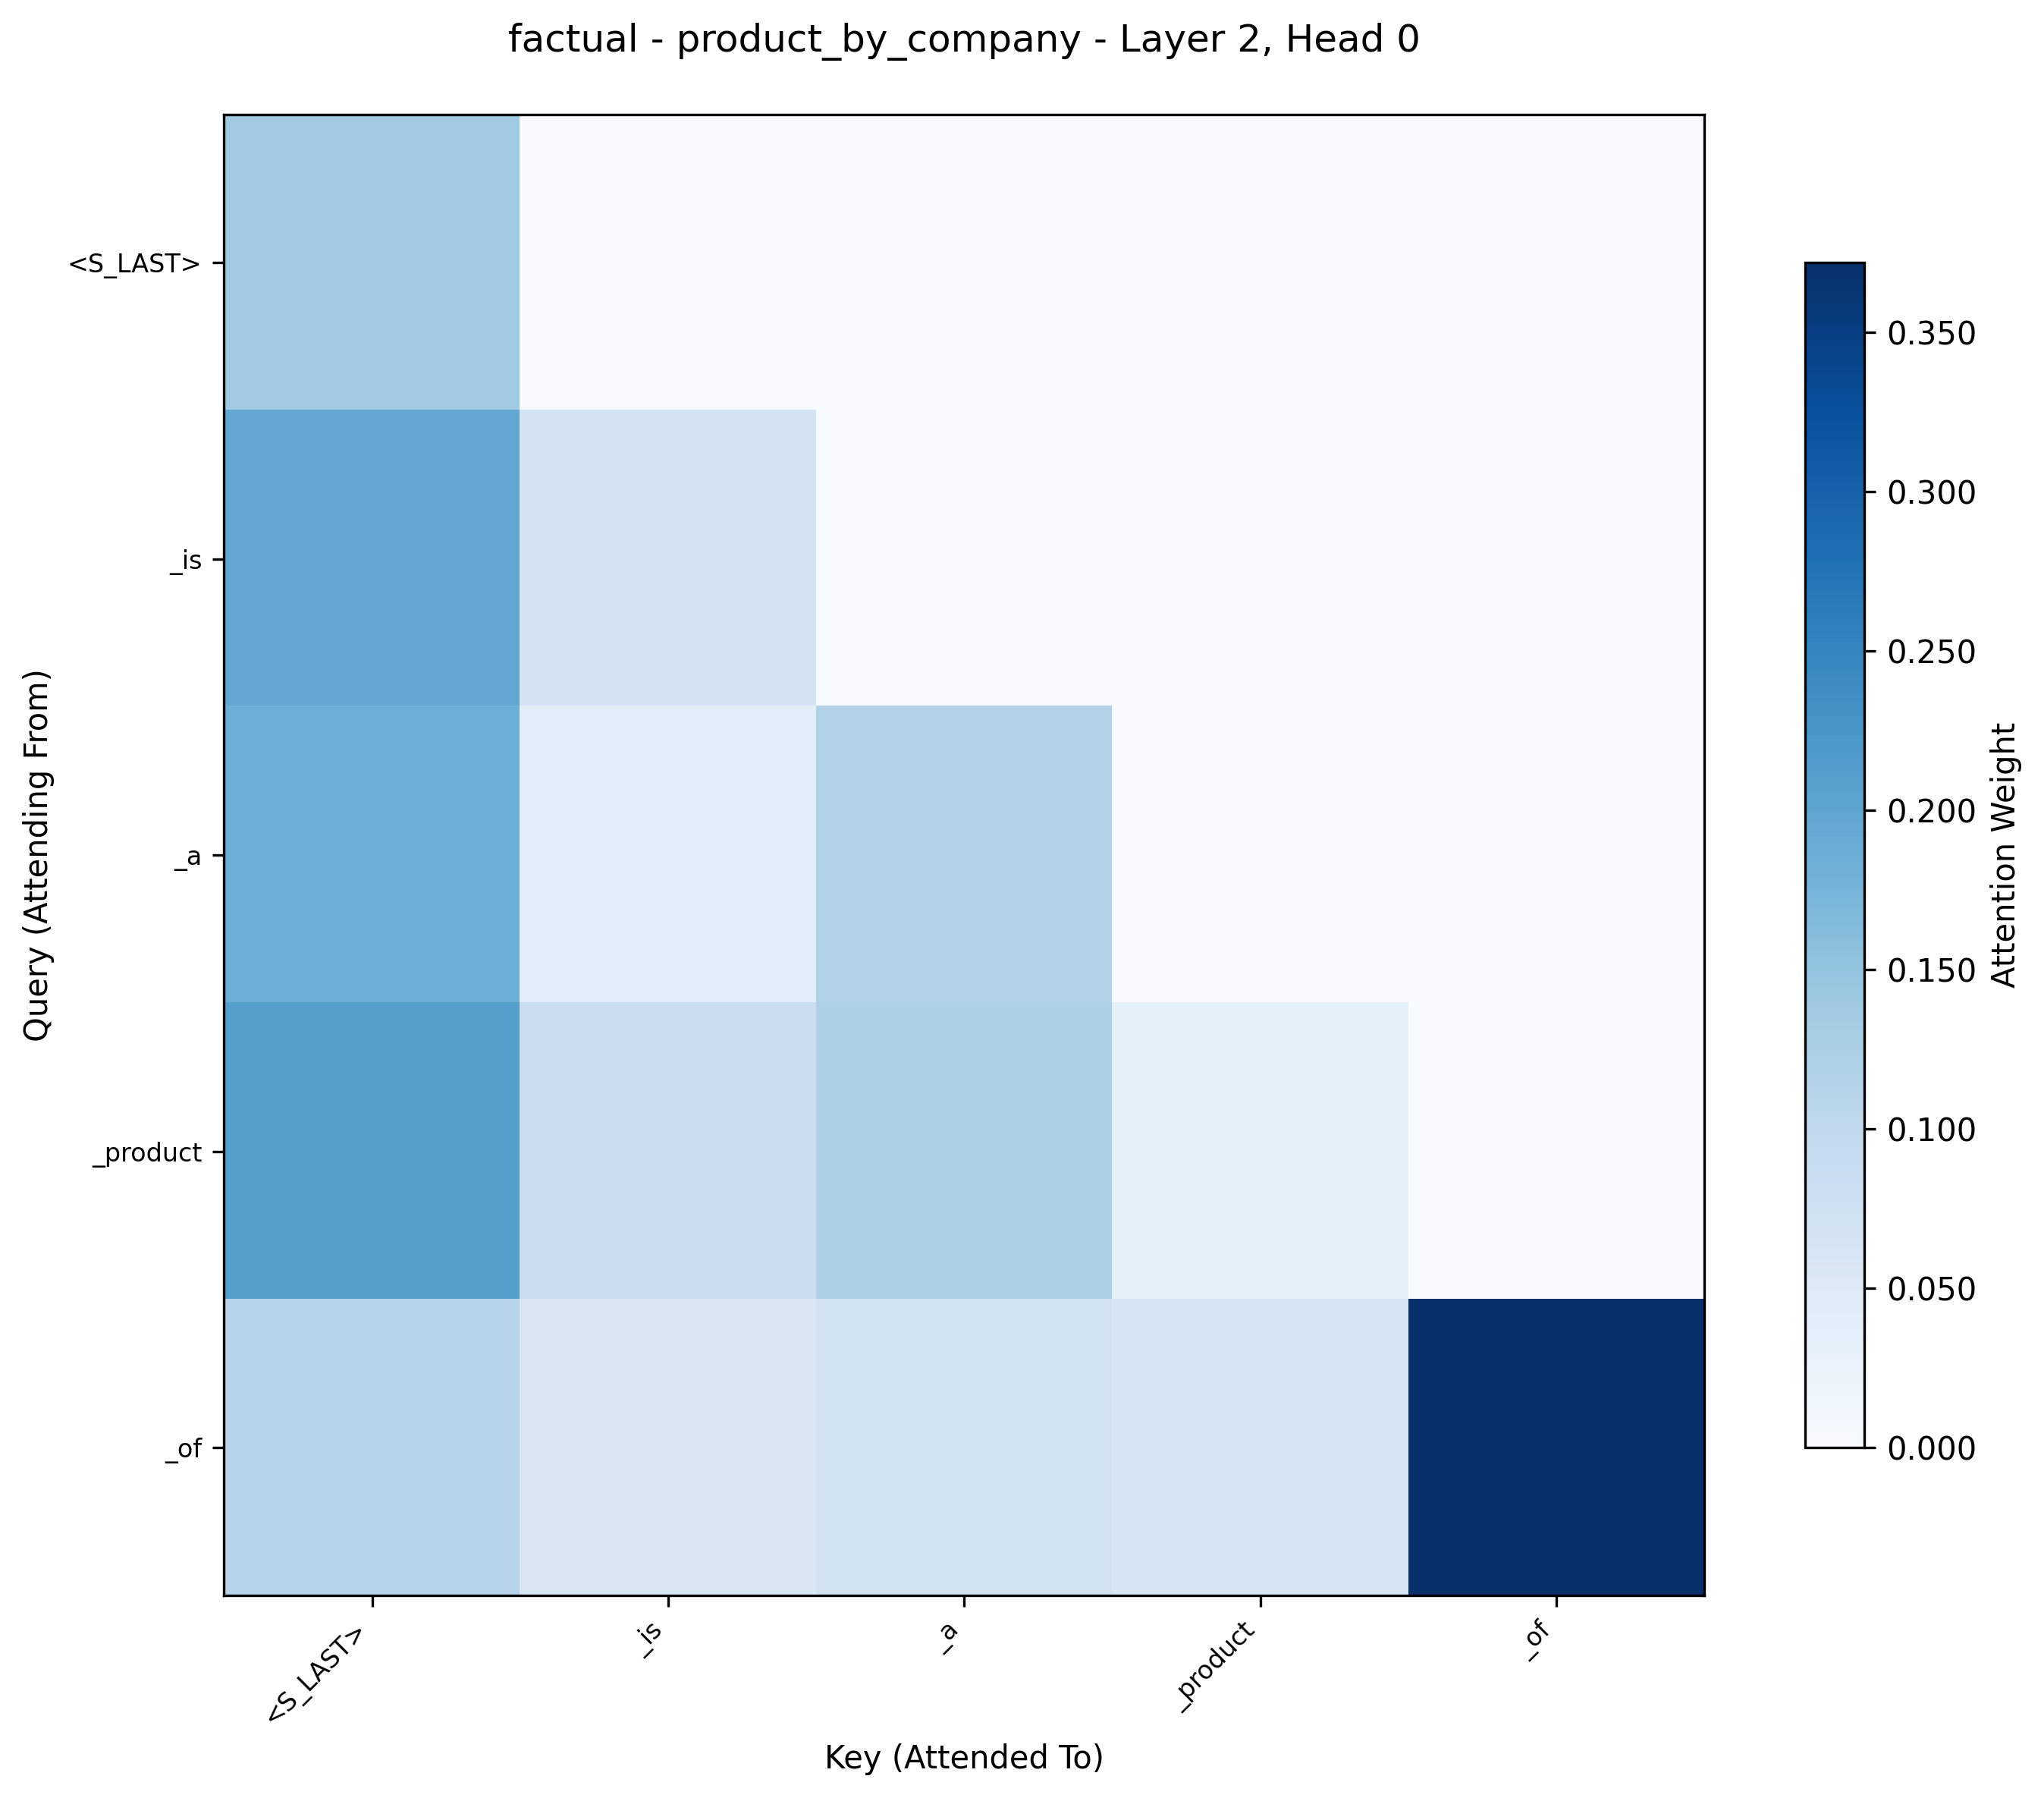 factual - product_by_company - Layer 2, Head 0
Query (Attending From)
<S_LAST>
_is
_a
_product
_of
<S_LAST>
_is
_a
_product
_of
Key (Attended To)
0.350
0.300
0.250
0.200
0.150
0.100
0.050
0.000
Attention Weight